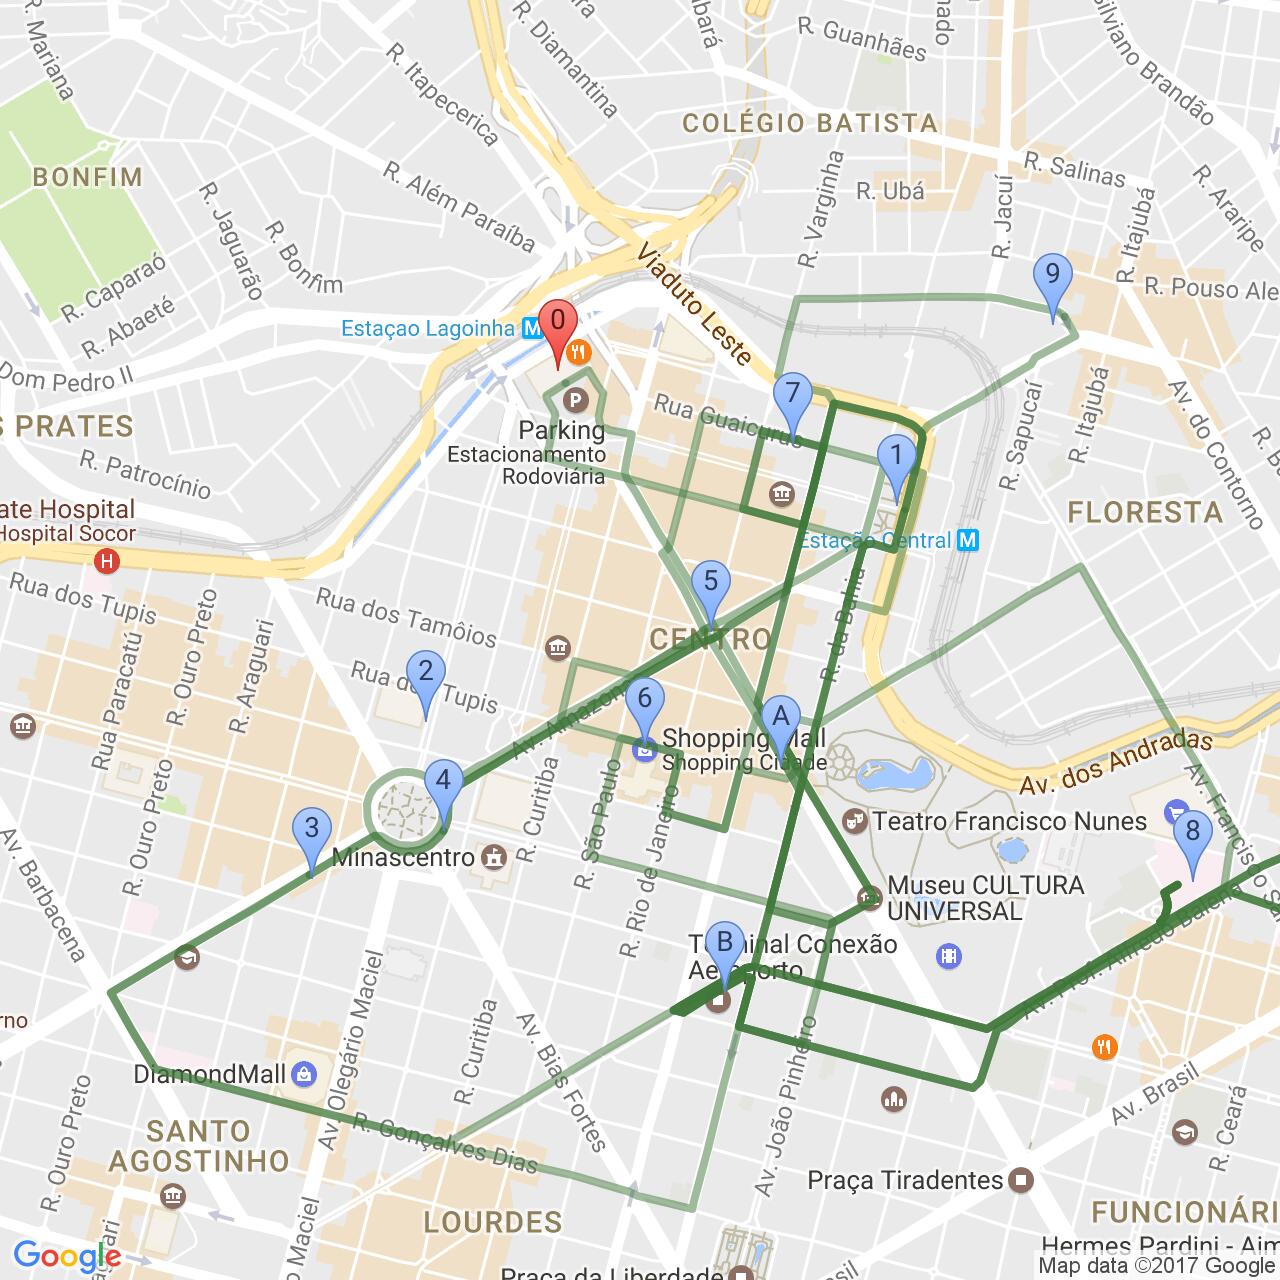 R. Mariana
R. Itapecerica
R. Diamantina
R. Guanhães
Silviano Brandão
COLÉGIO BATISTA
BONFIM
R. Além Paraíba
R. Salinas
R. Ubá
R. Varginha
R. Jacuí
R. Itajubá
R. Araripe
R. Jaguarão
R. Bonfim
R. Caparaó
R. Abaeté
Viaduto Leste
9
R. Pouso Ale
Estaçao Lagoinha
M
0
Dom Pedro II
7
Rua Guaicurus
P
Parking
Estacionamento
Rodoviária
S PRATES
R. Patrocínio
1
R. Sapucaí
R. Itajubá
Av. do Contorno
FLORESTA
ate Hospital
Hospital Socor
H
Estação Central
M
Rua dos Tupis
Rua dos Tamôios
5
CENTRO
R. da Bahia
Rua Paracatú
R. Ouro Preto
R. Araguari
2
Rua dos Tupis
6
A
Av. Amazonas
Shopping Mall
Shopping Cidade
Av. dos Andradas
R. Curitiba
R. São Paulo
R. Rio de Janeiro
Av. Francisco S
4
3
Minascentro
Teatro Francisco Nunes
8
R. Ouro Preto
Av. Barbacena
Museu CULTURA
UNIVERSAL
B
Terminal Conexão
Aeroporto
Av. Prof. Alfredo Balena
rno
Av. Olegário Maciel
R. Curitiba
Av. Bias Fortes
Av. João Pinheiro
DiamondMall
R. Ouro Preto
Av. Brasil
R. Ceará
R. Gonçalves Dias
SANTO
AGOSTINHO
Praça Tiradentes
LOURDES
FUNCIONÁRI
Hermes Pardini - Aim
Praça da Liberdade
Google
Map data ©2017 Google